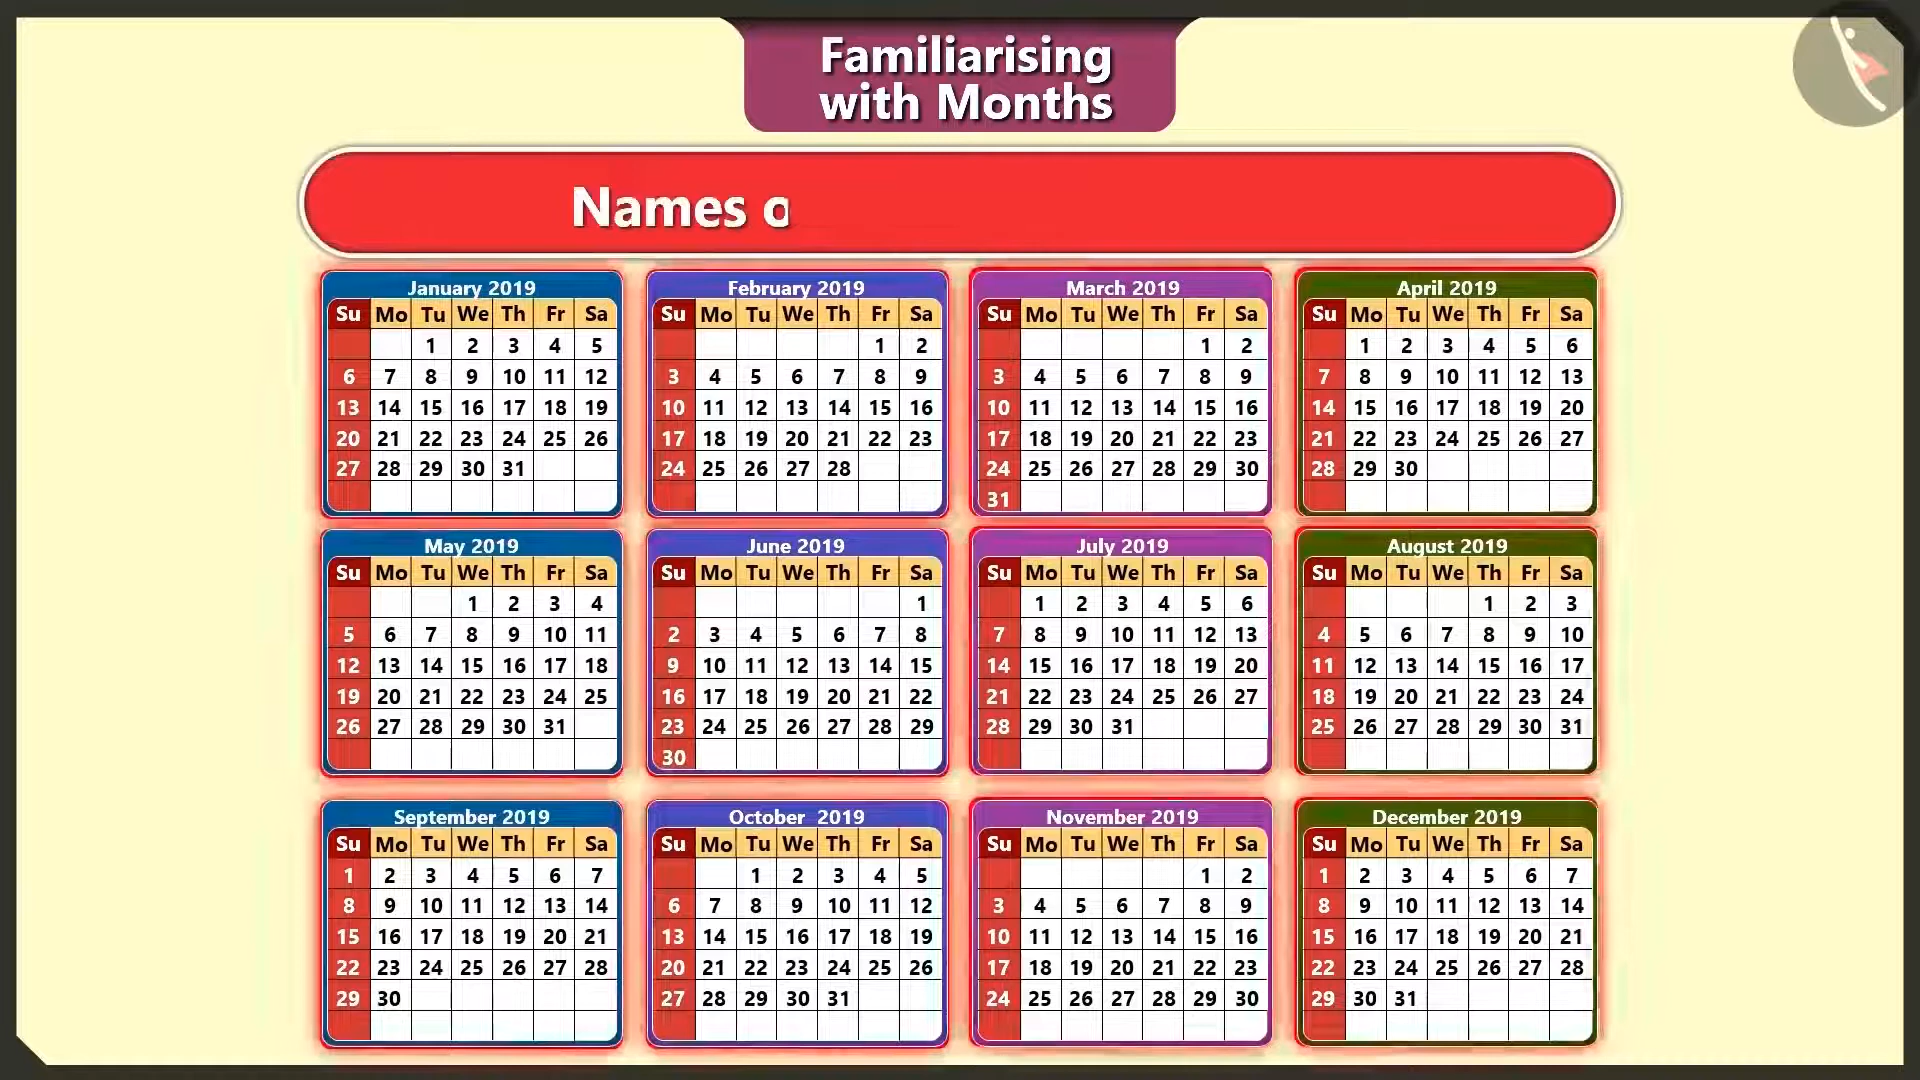 Familiarising
with Months
Names o
January 2019
Su Mo Tu We Th Fr Sa
1 2 3 4 5
6 7 8 9 10 11 12
13 14 15 16 17 18 19
20 21 22 23 24 25 26
27 28 29 30 31
February 2019
Su Mo Tu We Th Fr Sa
1 2
3 4 5 6 7 8 9
10 11 12 13 14 15 16
17 18 19 20 21 22 23
24 25 26 27 28
March 2019
Su Mo Tu We Th Fr Sa
1 2
3 4 5 6 7 8 9
10 11 12 13 14 15 16
17 18 19 20 21 22 23
24 25 26 27 28 29 30
31
April 2019
Su Mo Tu We Th Fr Sa
1 2 3 4 5 6
7 8 9 10 11 12 13
14 15 16 17 18 19 20
21 22 23 24 25 26 27
28 29 30
May 2019
Su Mo Tu We Th Fr Sa
1 2 3 4
5 6 7 8 9 10 11
12 13 14 15 16 17 18
19 20 21 22 23 24 25
26 27 28 29 30 31
June 2019
Su Mo Tu We Th Fr Sa
1
2 3 4 5 6 7 8
9 10 11 12 13 14 15
16 17 18 19 20 21 22
23 24 25 26 27 28 29
30
July 2019
Su Mo Tu We Th Fr Sa
1 2 3 4 5 6
7 8 9 10 11 12 13
14 15 16 17 18 19 20
21 22 23 24 25 26 27
28 29 30 31
August 2019
Su Mo Tu We Th Fr Sa
1 2 3
4 5 6 7 8 9 10
11 12 13 14 15 16 17
18 19 20 21 22 23 24
25 26 27 28 29 30 31
September 2019
Su Mo Tu We Th Fr Sa
1 2 3 4 5 6 7
8 9 10 11 12 13 14
15 16 17 18 19 20 21
22 23 24 25 26 27 28
29 30
October 2019
Su Mo Tu We Th Fr Sa
1 2 3 4 5
6 7 8 9 10 11 12
13 14 15 16 17 18 19
20 21 22 23 24 25 26
27 28 29 30 31
November 2019
Su Mo Tu We Th Fr Sa
1 2
3 4 5 6 7 8 9
10 11 12 13 14 15 16
17 18 19 20 21 22 23
24 25 26 27 28 29 30
December 2019
Su Mo Tu We Th Fr Sa
1 2 3 4 5 6 7
8 9 10 11 12 13 14
15 16 17 18 19 20 21
22 23 24 25 26 27 28
29 30 31